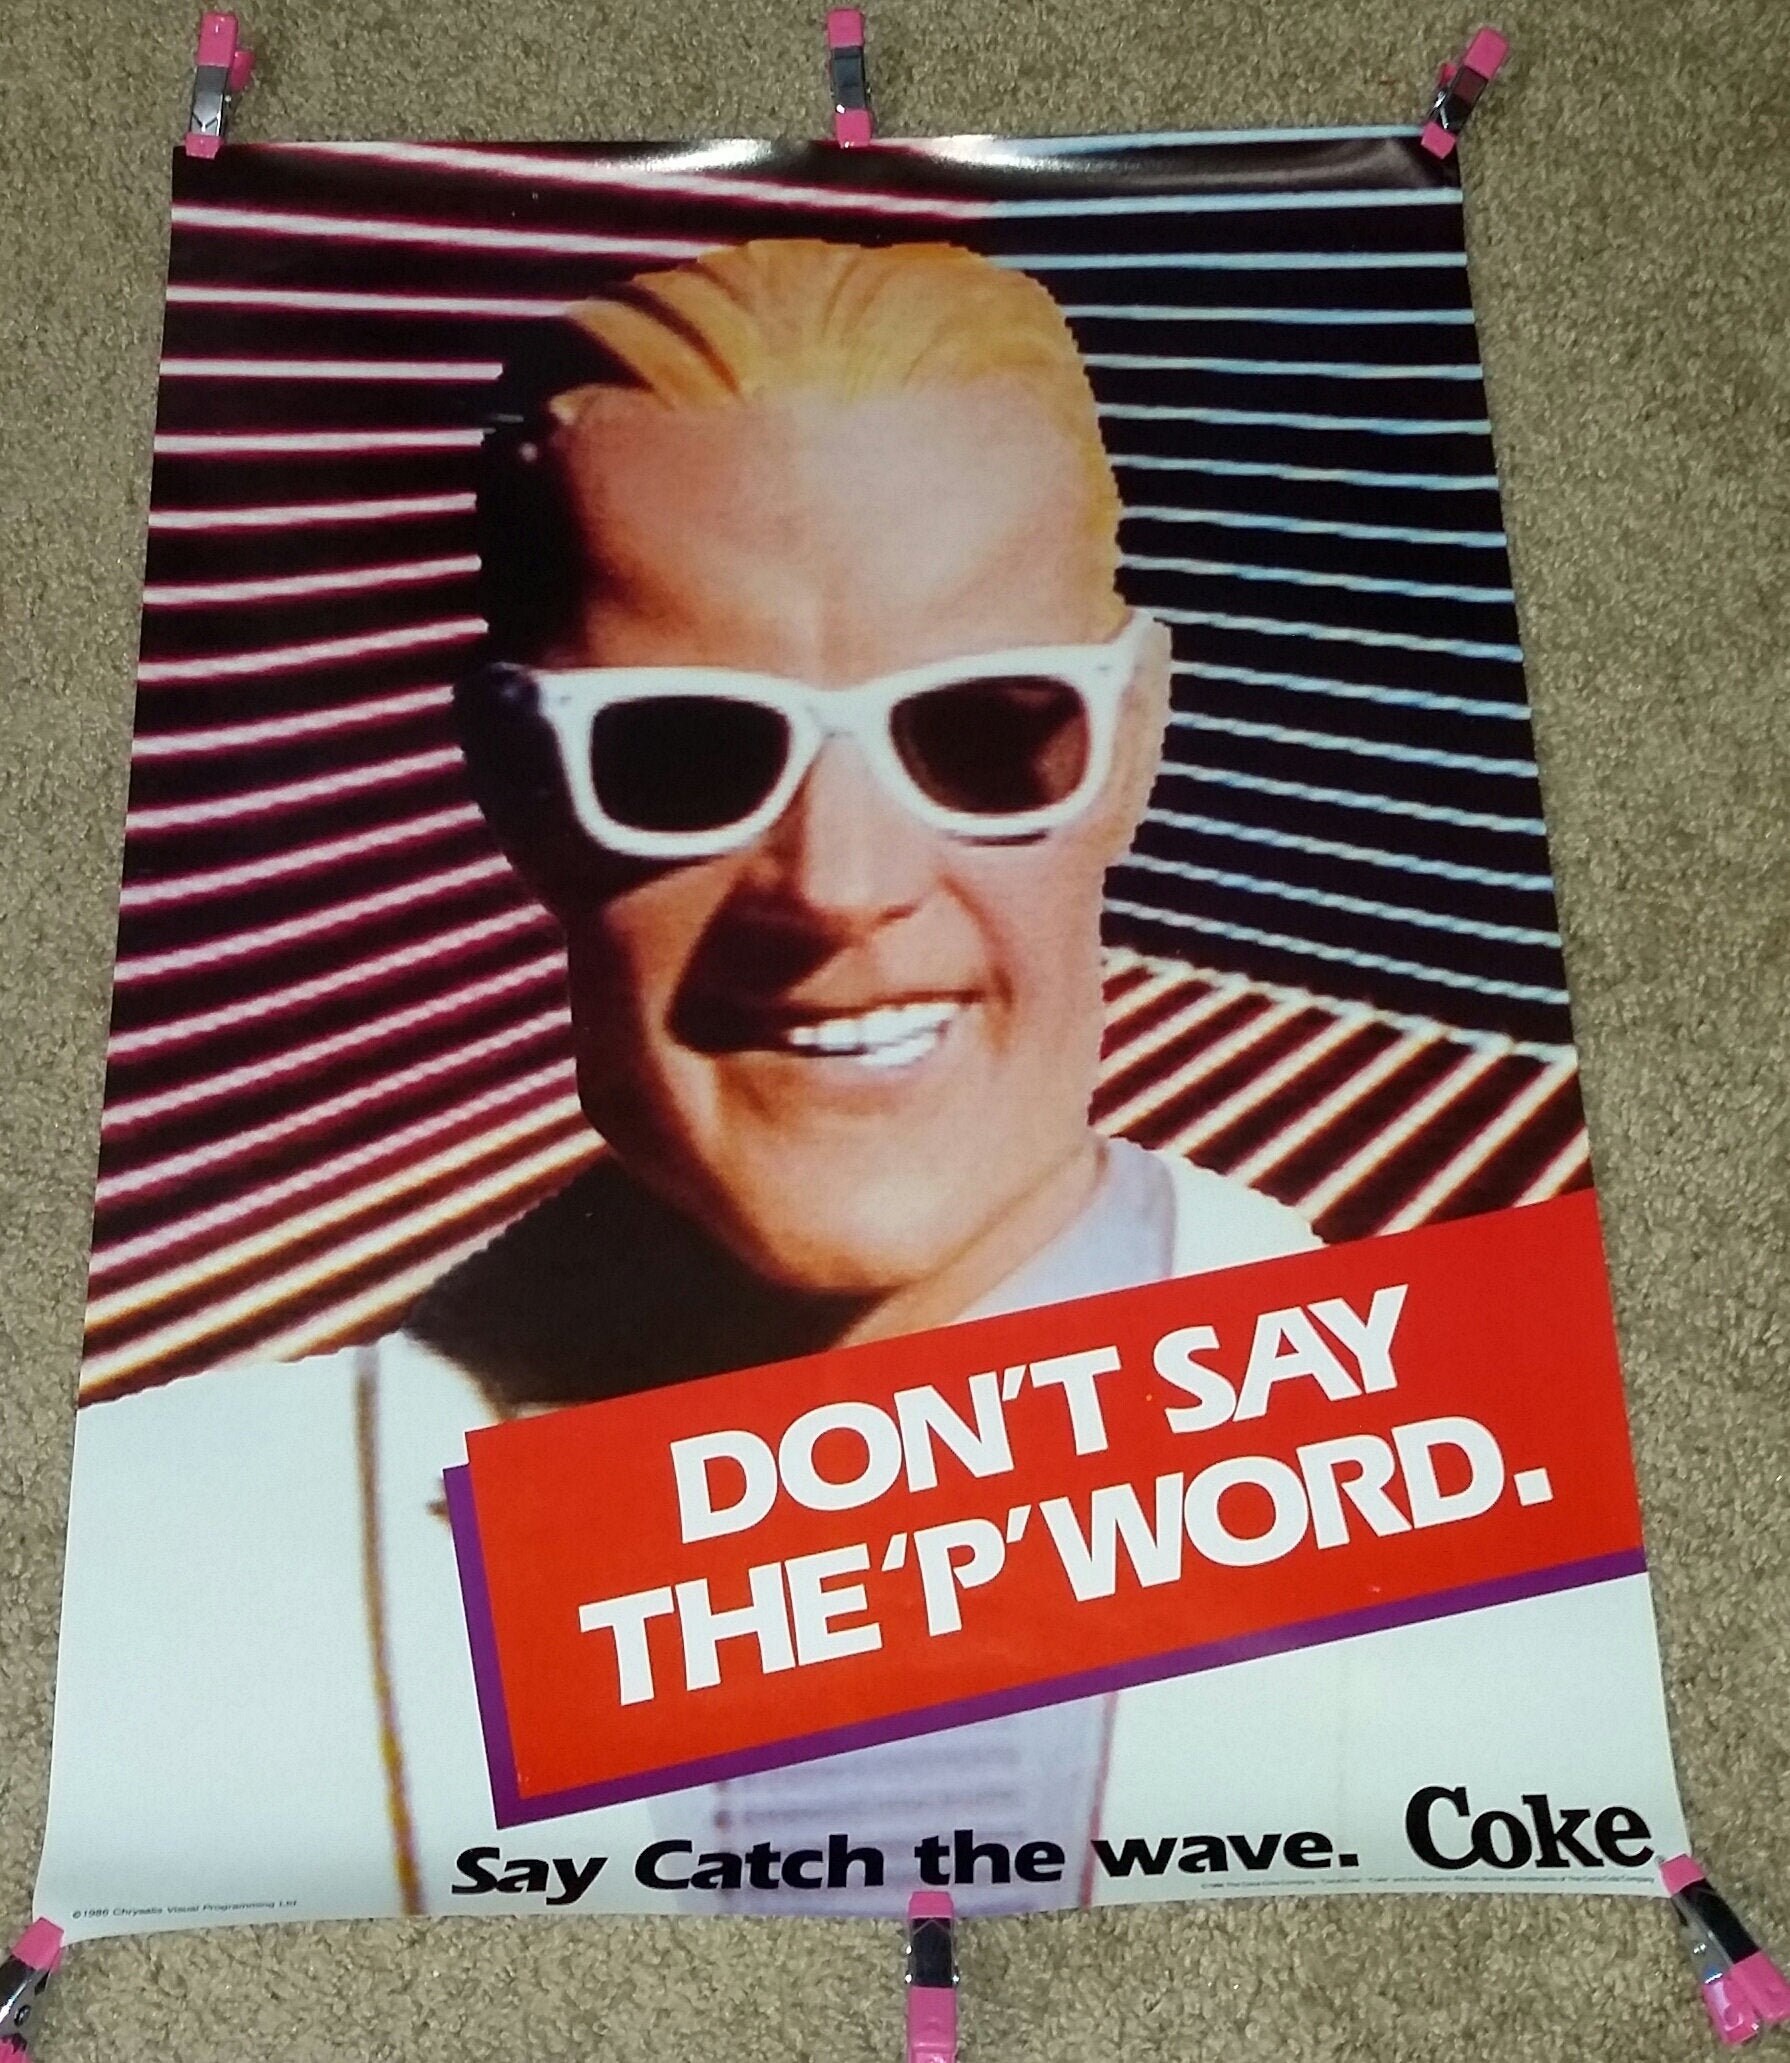 DON'T SAY
THE 'P' WORD.
Say Catch the wave. Coke
©1986 Chrysalis Visual Programming Ltd